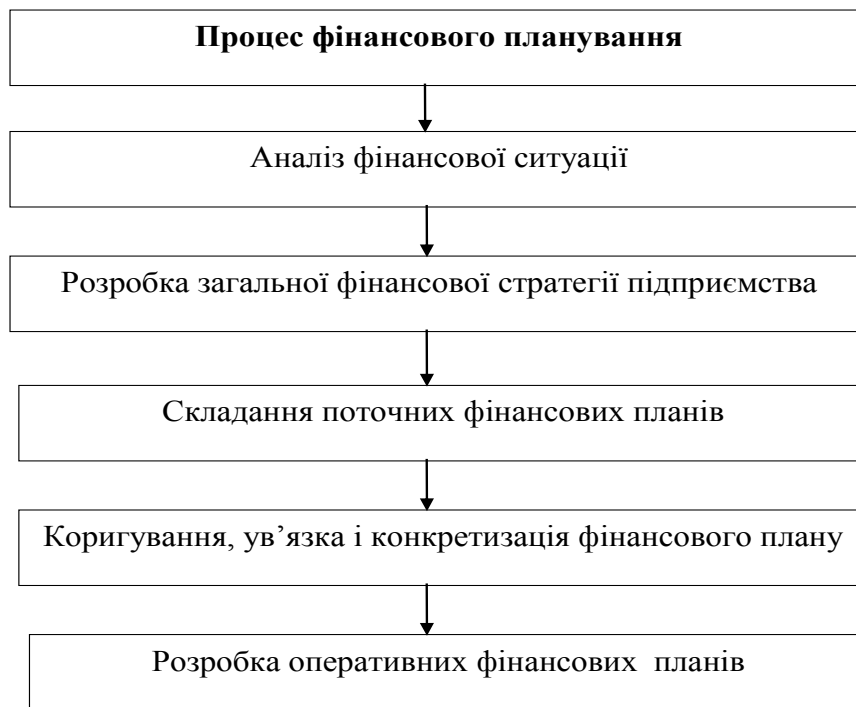 Процес фінансового планування
Аналіз фінансової ситуації
Розробка загальної фінансової стратегії підприємства
Складання поточних фінансових планів
Коригування, ув’язка і конкретизація фінансового плану
Розробка оперативних фінансових планів